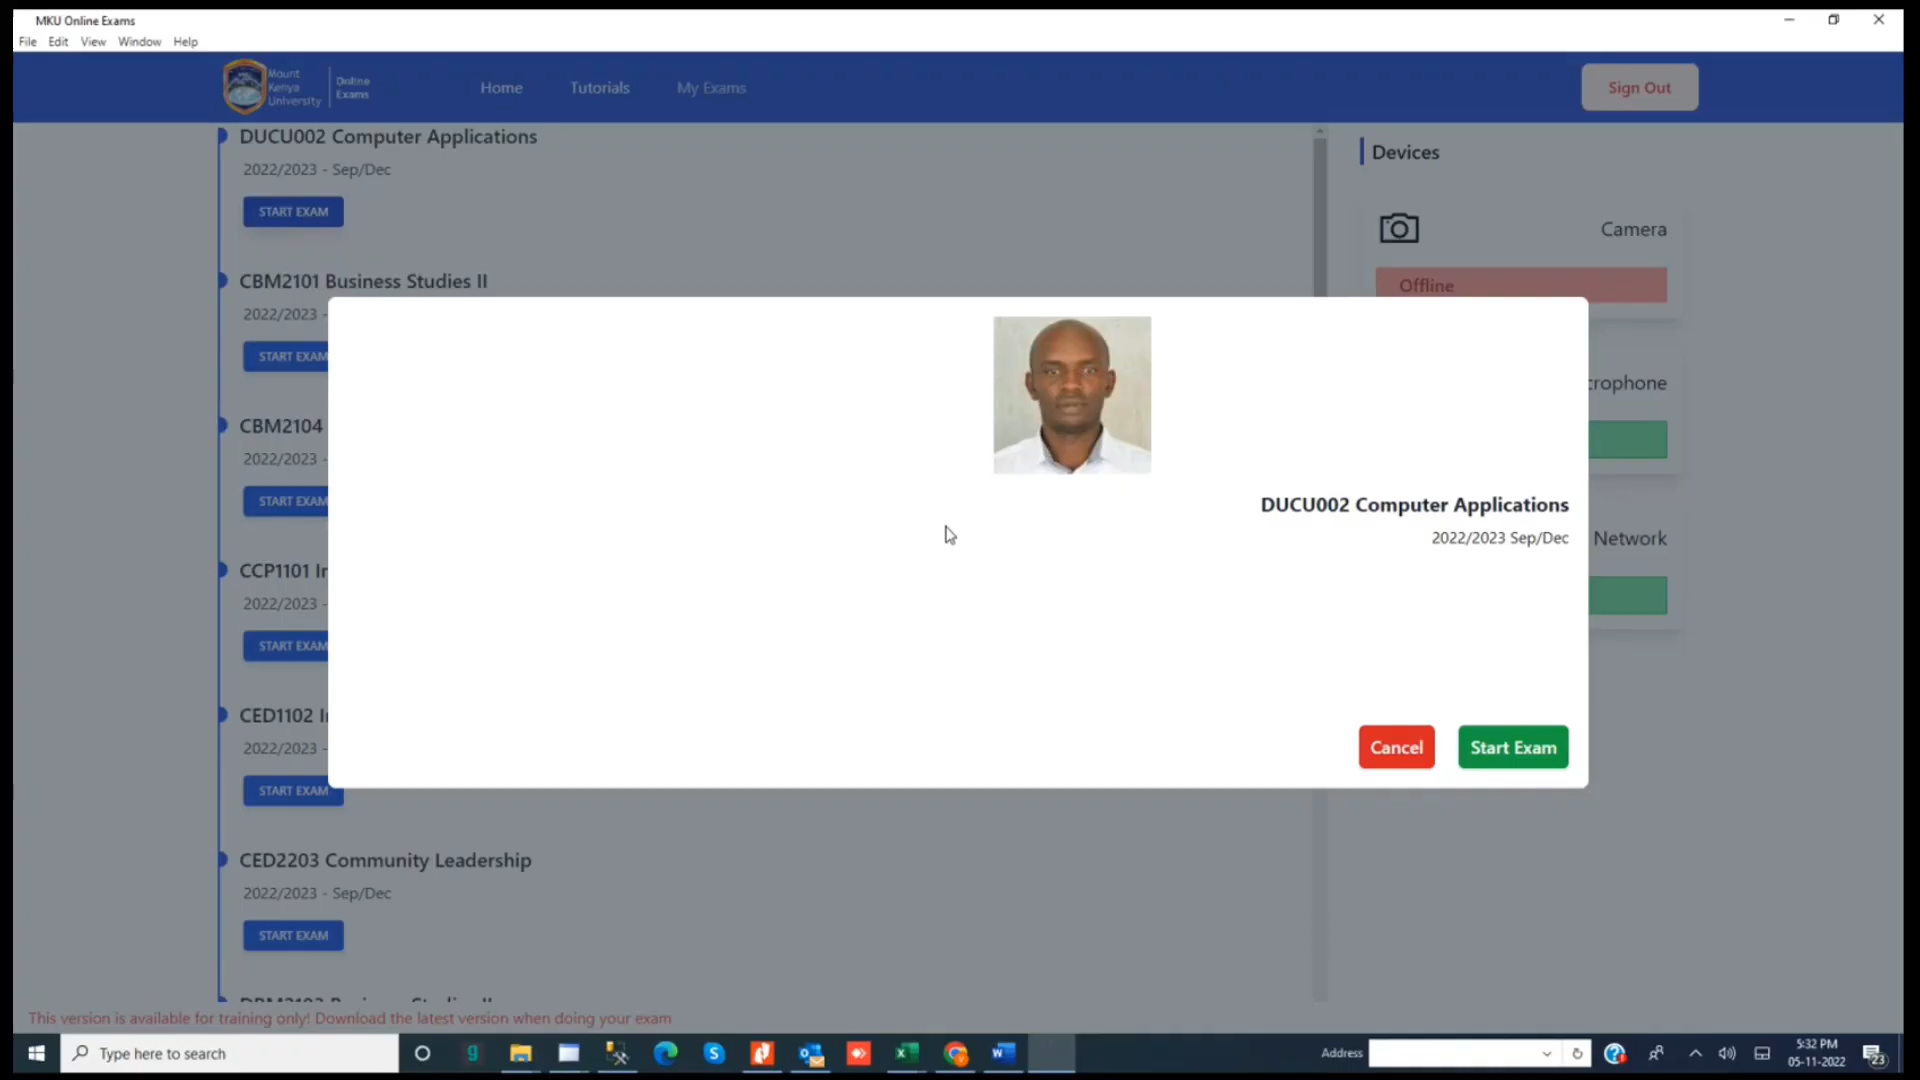 MKU Online Exams
File Edit View Window Help
Mount
Kenya
University
Online
Exams
Home Tutorials My Exams
Sign Out
DUCU002 Computer Applications
2022/2023 - Sep/Dec
START EXAM
CBM2101 Business Studies II
2022/2023 -
START EXAM
CBM2104
2022/2023 -
START EXAM
CCP1101
2022/2023 -
START EXAM
CED1102
2022/2023 -
START EXAM
CED2203 Community Leadership
2022/2023 - Sep/Dec
START EXAM
Devices
Camera
Offline
crophone
Network
DUCU002 Computer Applications
2022/2023 Sep/Dec
Cancel Start Exam
This version is available for training only! Download the latest version when doing your exam
Type here to search
Address
5:32 PM
05-11-2022
23